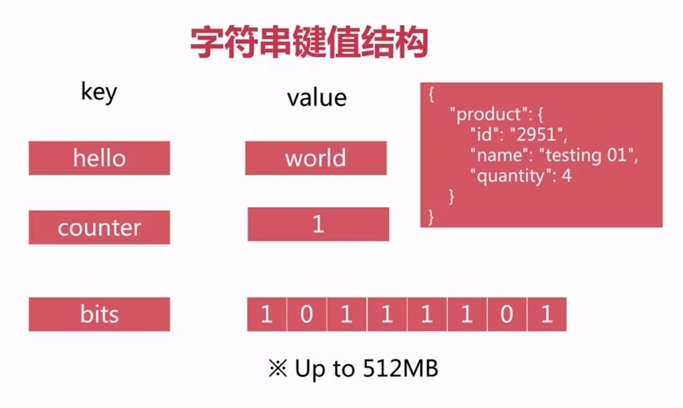 字符串键值结构
key value
hello world
counter 1
bits 1 0 1 1 1 1 0 1
{
"product": {
"id": "2951",
"name": "testing 01",
"quantity": 4
}
}
※ Up to 512MB